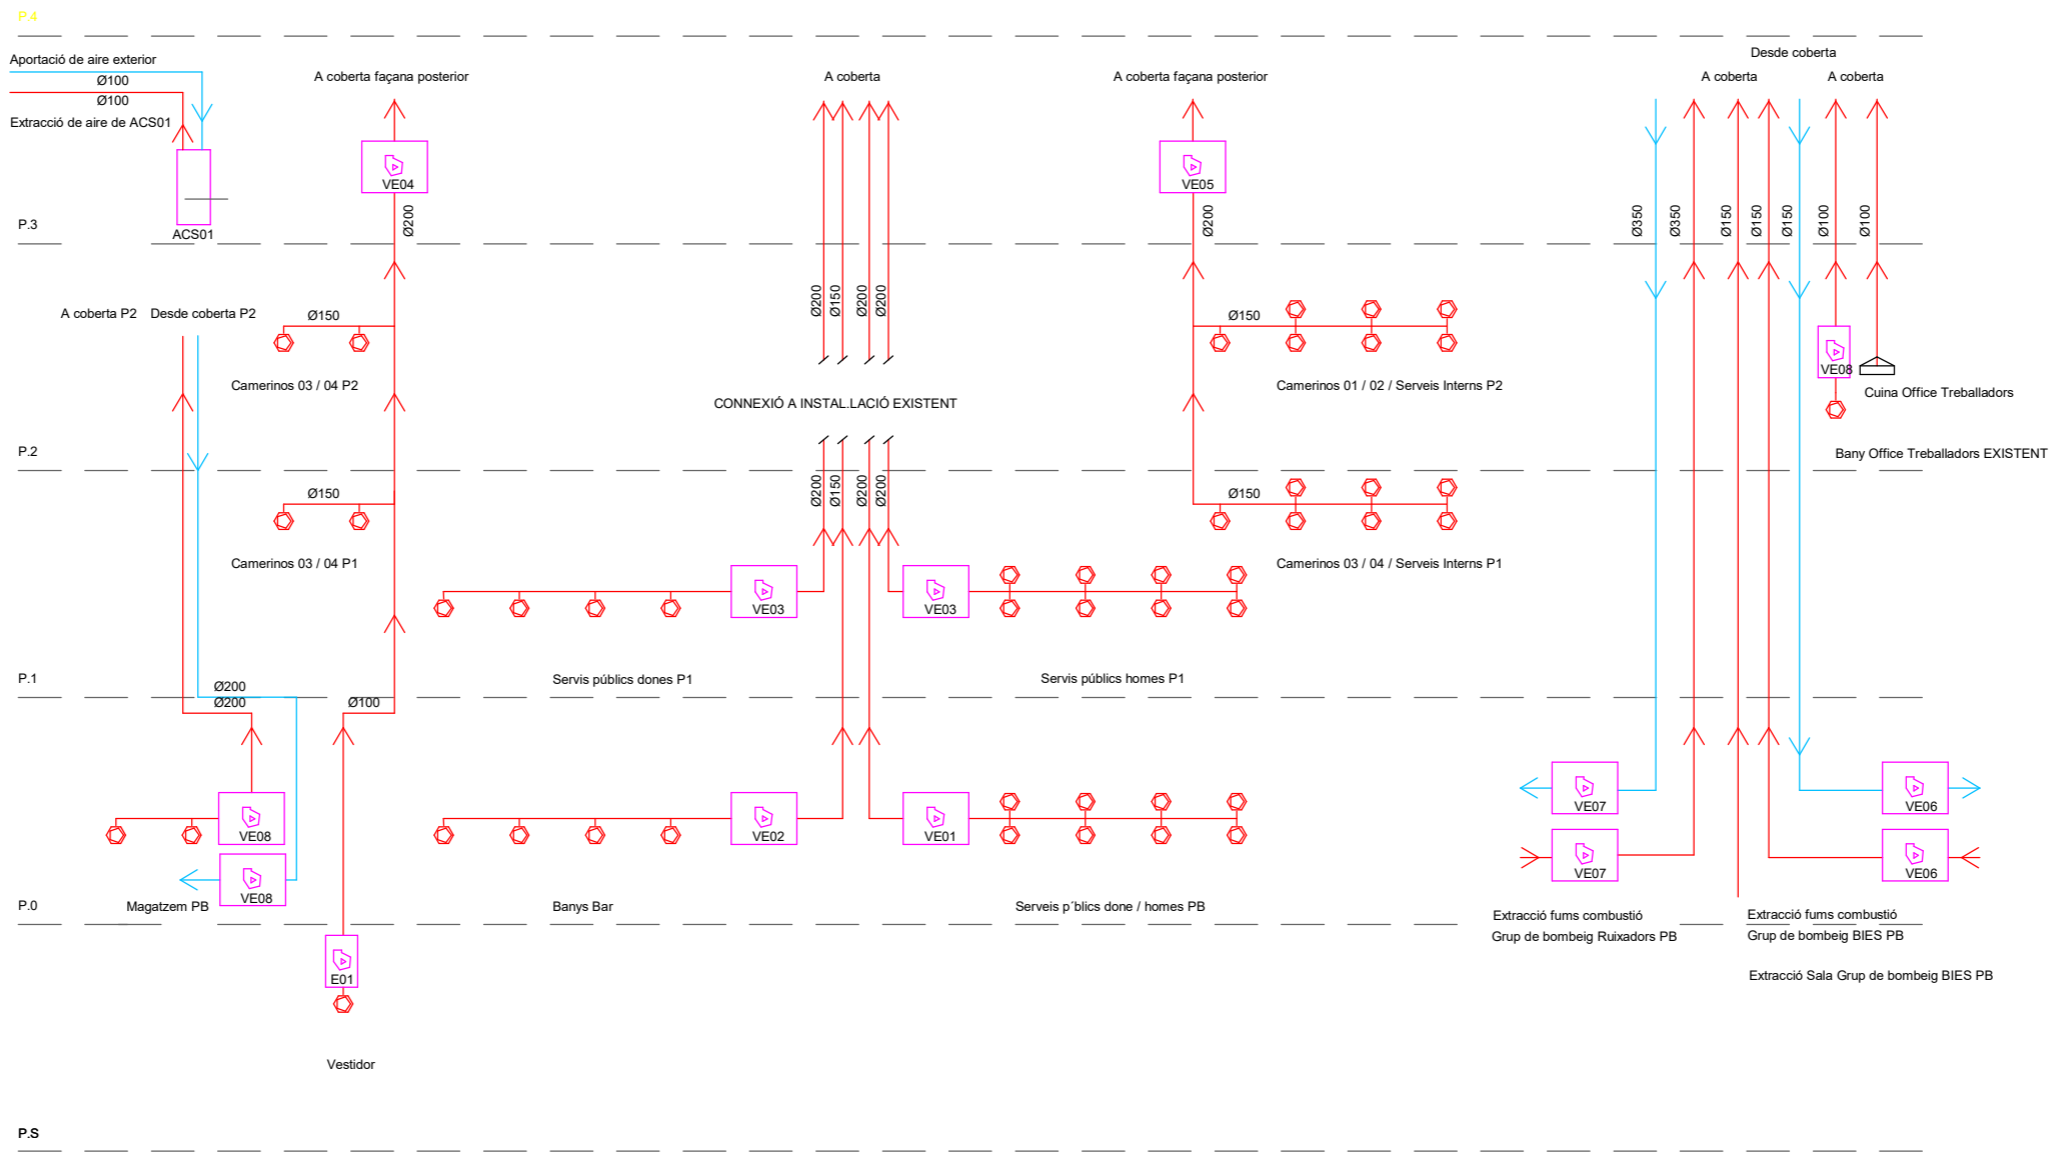 P.4
Desde coberta
Aportació de aire exterior
A coberta façana posterior
A coberta
A coberta façana posterior
A coberta
A coberta
Ø100
Ø100
Extracció de aire de ACS01
VE04
VE05
Ø200
Ø200
Ø350
Ø350
Ø150
Ø150
Ø150
Ø100
Ø100
P.3
ACS01
A coberta P2
Desde coberta P2
Ø150
Ø200
Ø150
Ø200
Ø200
Ø150
VE08
Camerinos 03 / 04 P2
Camerinos 01 / 02 / Serveis Interns P2
Cuina Office Treballadors
CONNEXIÓ A INSTAL.LACIÓ EXISTENT
P.2
Bany Office Treballadors EXISTENT
Ø150
Ø200
Ø150
Ø200
Ø200
Ø150
Camerinos 03 / 04 P1
Camerinos 03 / 04 / Serveis Interns P1
VE03
VE03
P.1
Servis públics dones P1
Servis públics homes P1
Ø200
Ø200
Ø100
VE07
VE06
VE08
VE02
VE01
VE07
VE06
VE08
P.0
Magatzem PB
Banys Bar
Serveis p´blics done / homes PB
Extracció fums combustió
Grup de bombeig Ruixadors PB
Extracció fums combustió
Grup de bombeig BIES PB
Extracció Sala Grup de bombeig BIES PB
E01
Vestidor
P.S